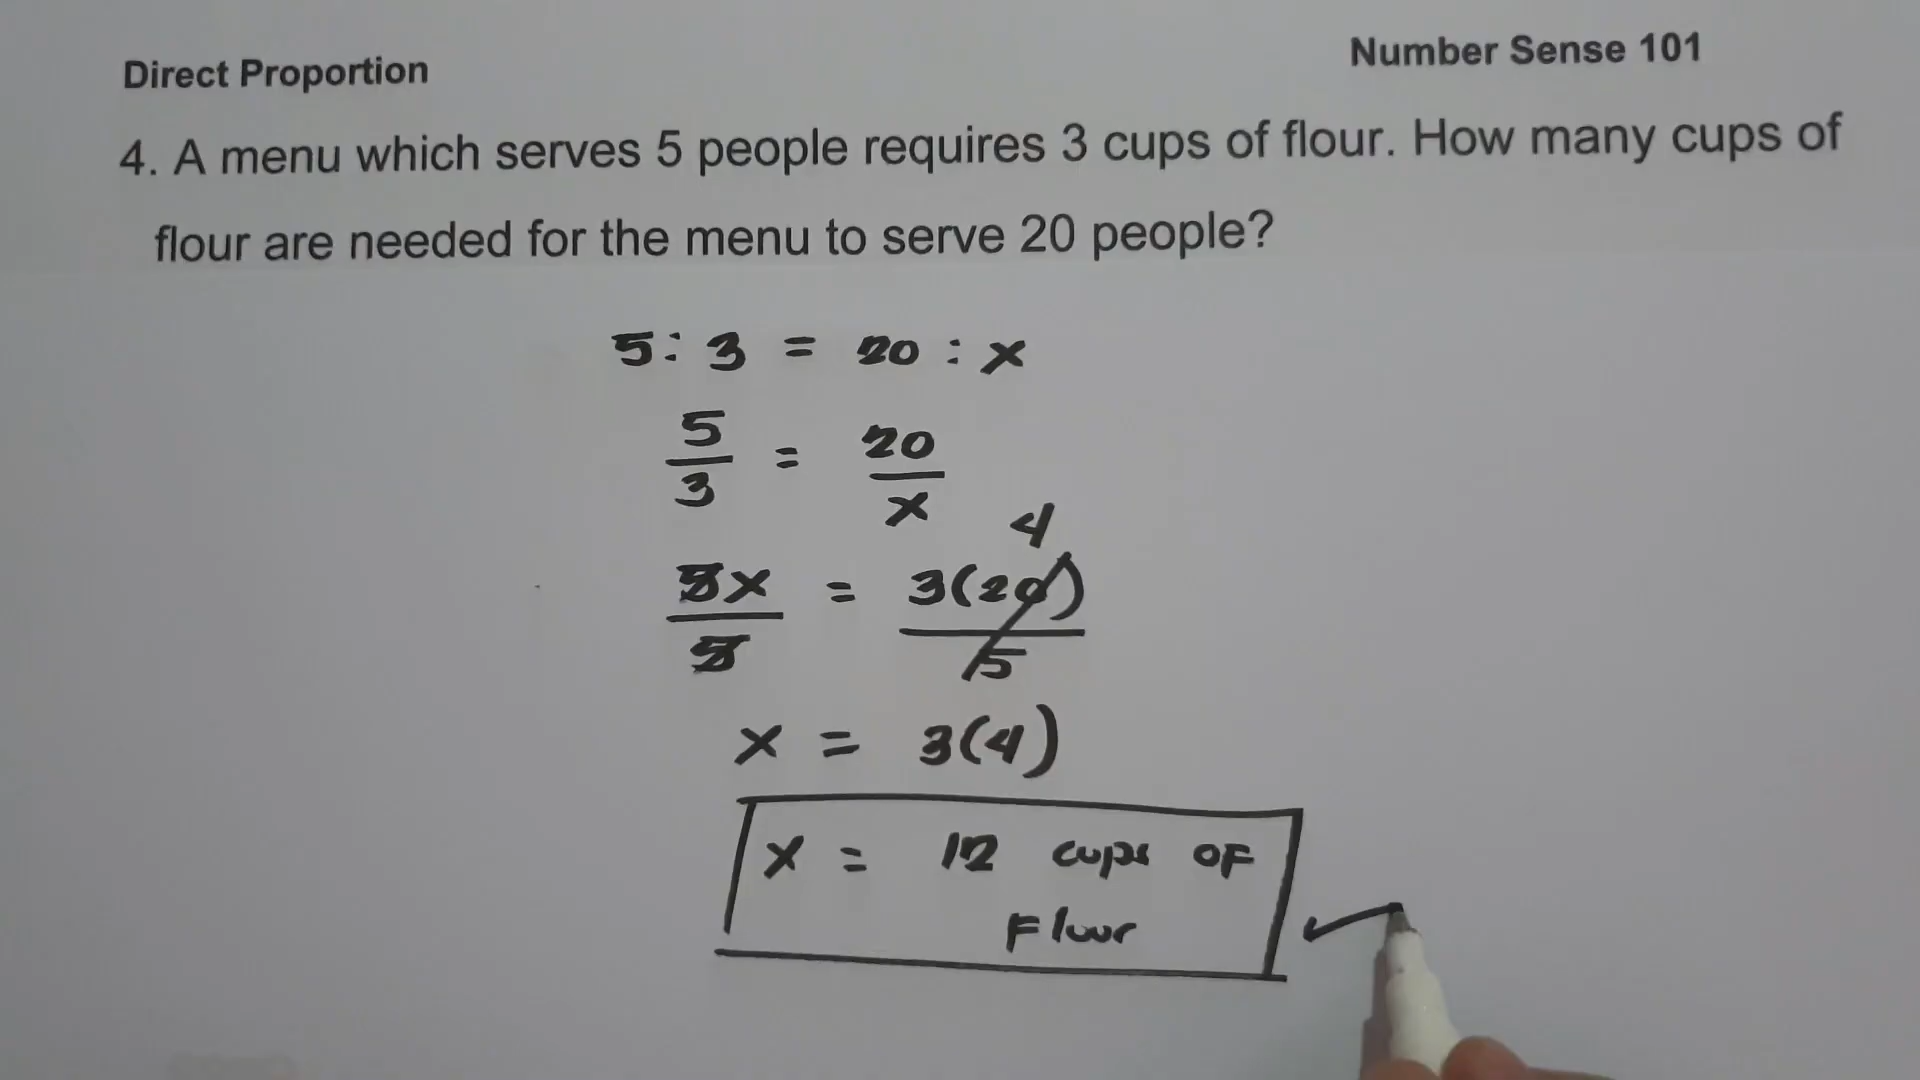 Direct Proportion
Number Sense 101
4. A menu which serves 5 people requires 3 cups of flour. How many cups of
flour are needed for the menu to serve 20 people?
5 : 3 = 20 : x
5/3 = 20/x
4
5x/5 = 3(20)/5
x = 3(4)
x = 12 cups of
Flour